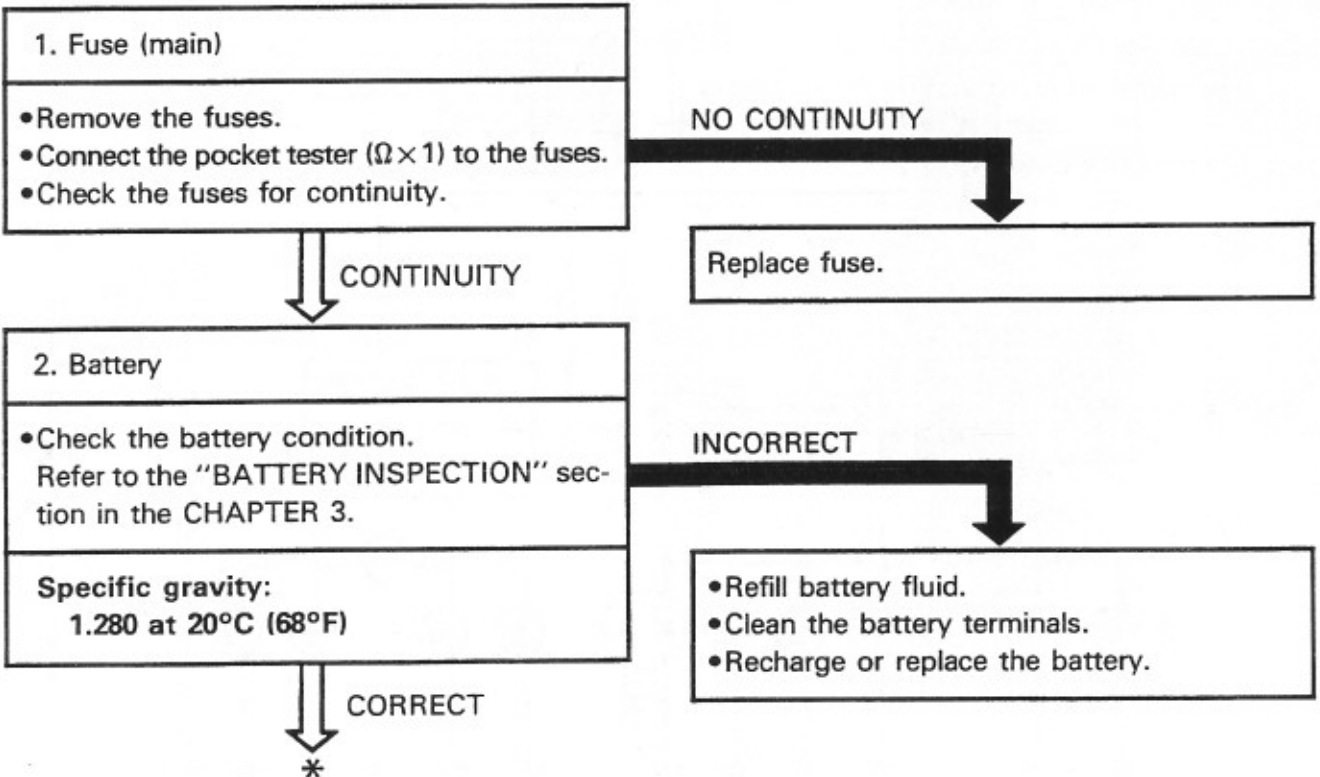 1. Fuse (main)
•Remove the fuses.
•Connect the pocket tester (Ω×1) to the fuses.
•Check the fuses for continuity.
NO CONTINUITY
Replace fuse.
CONTINUITY
2. Battery
•Check the battery condition.
Refer to the "BATTERY INSPECTION" sec-
tion in the CHAPTER 3.
Specific gravity:
1.280 at 20°C (68°F)
INCORRECT
•Refill battery fluid.
•Clean the battery terminals.
•Recharge or replace the battery.
CORRECT
*